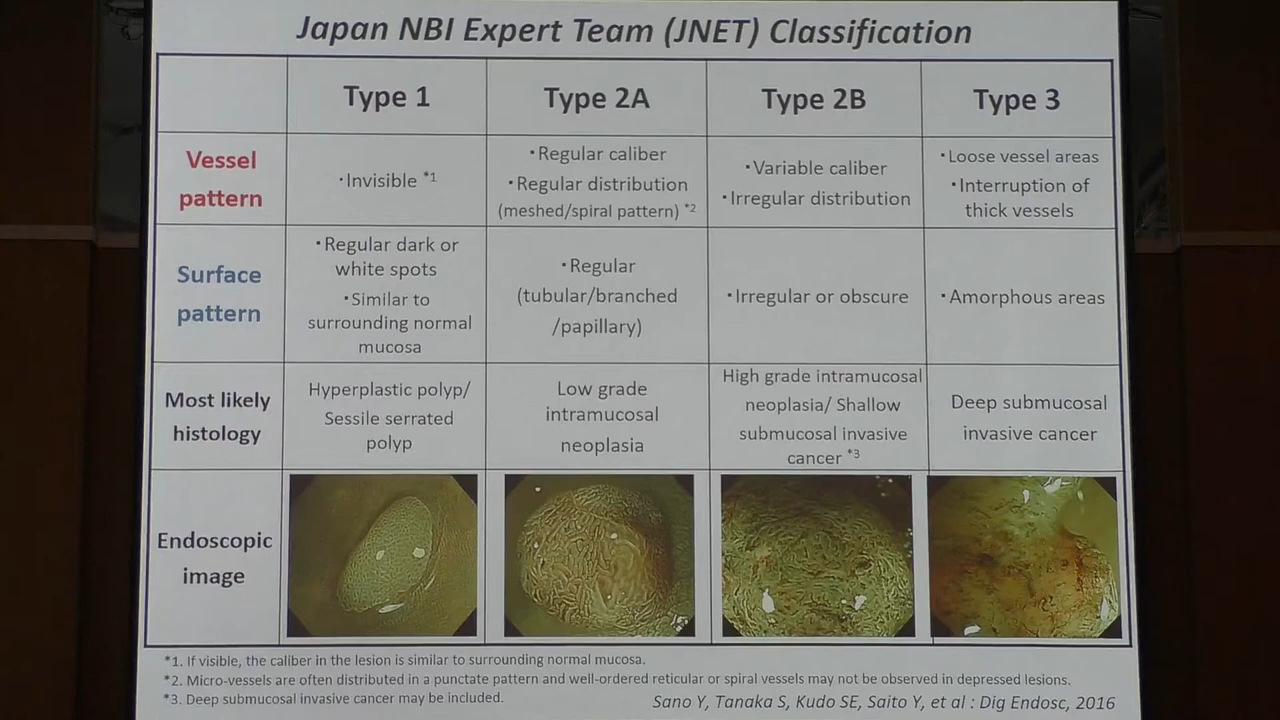 Japan NBI Expert Team (JNET) Classification
Type 1
Type 2A
Type 2B
Type 3
Vessel
pattern
・Invisible *1
・Regular caliber
・Regular distribution
(meshed/spiral pattern) *2
・Variable caliber
・Irregular distribution
・Loose vessel areas
・Interruption of
thick vessels
Surface
pattern
・Regular dark or
white spots
・Similar to
surrounding normal
mucosa
・Regular
(tubular/branched
/papillary)
・Irregular or obscure
・Amorphous areas
Most likely
histology
Hyperplastic polyp/
Sessile serrated
polyp
Low grade
intramucosal
neoplasia
High grade intramucosal
neoplasia/ Shallow
submucosal invasive
cancer *3
Deep submucosal
invasive cancer
Endoscopic
image
*1. If visible, the caliber in the lesion is similar to surrounding normal mucosa.
*2. Micro-vessels are often distributed in a punctate pattern and well-ordered reticular or spiral vessels may not be observed in depressed lesions.
*3. Deep submucosal invasive cancer may be included.
Sano Y, Tanaka S, Kudo SE, Saito Y, et al : Dig Endosc, 2016